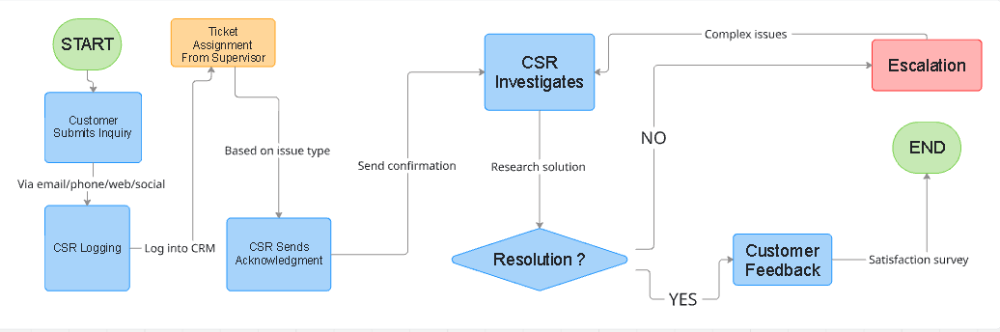 START
Customer
Submits Inquiry
Via email/phone/web/social
CSR Logging
Log into CRM
Ticket
Assignment
From Supervisor
Based on issue type
CSR Sends
Acknowledgment
Send confirmation
CSR
Investigates
Research solution
Resolution ?
NO
Escalation
Complex issues
YES
Customer
Feedback
Satisfaction survey
END